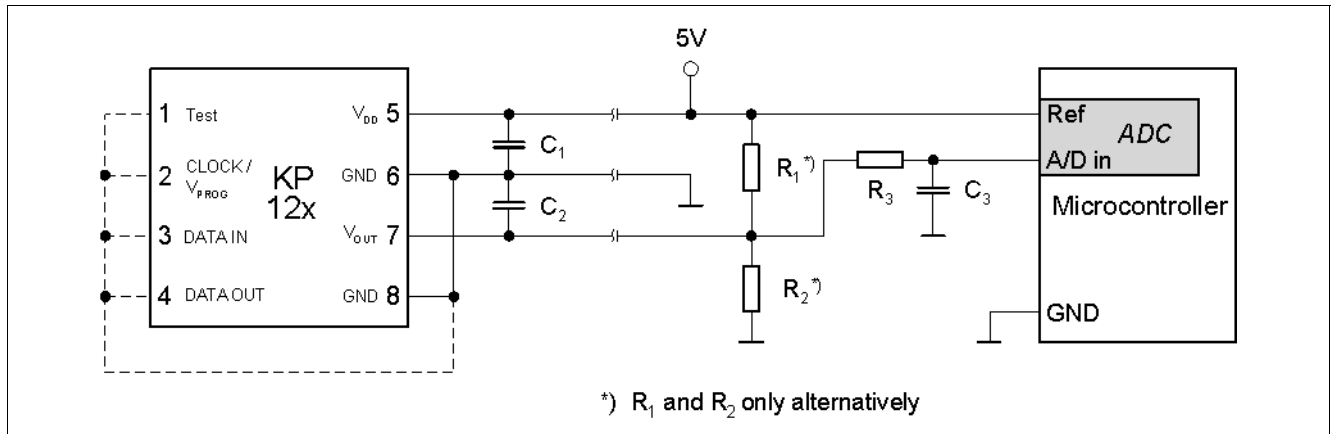 5V
1 Test
V_DD 5
2 CLOCK / V_PROG
KP 12x
GND 6
3 DATA IN
V_OUT 7
4 DATA OUT
GND 8
C_1
C_2
R_1*)
R_2*)
R_3
C_3
Ref
ADC
A/D in
Microcontroller
GND
*) R_1 and R_2 only alternatively